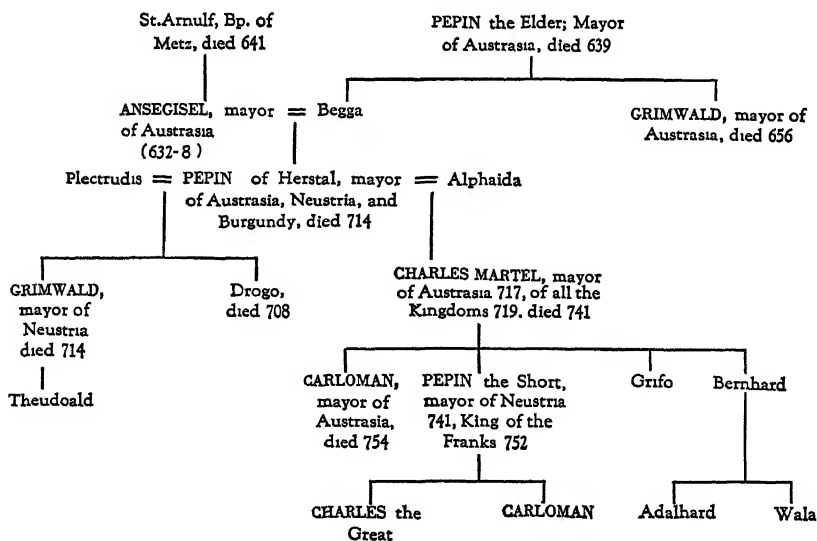 St.Arnulf, Bp. of
Metz, died 641
PEPIN the Elder; Mayor
of Austrasia, died 639
ANSEGISEL, mayor = Begga
of Austrasia
(632-8)
GRIMWALD, mayor of
Austrasia, died 656
Plectrudis = PEPIN of Herstal, mayor = Alphaida
of Austrasia, Neustria, and
Burgundy, died 714
GRIMWALD,
mayor of
Neustria
died 714
Drogo,
died 708
CHARLES MARTEL, mayor
of Austrasia 717, of all the
Kingdoms 719. died 741
Theudoald
CARLOMAN,
mayor of
Austrasia,
died 754
PEPIN the Short,
mayor of Neustria
741, King of the
Franks 752
Grifo
Bernhard
CHARLES the
Great
CARLOMAN
Adalhard
Wala